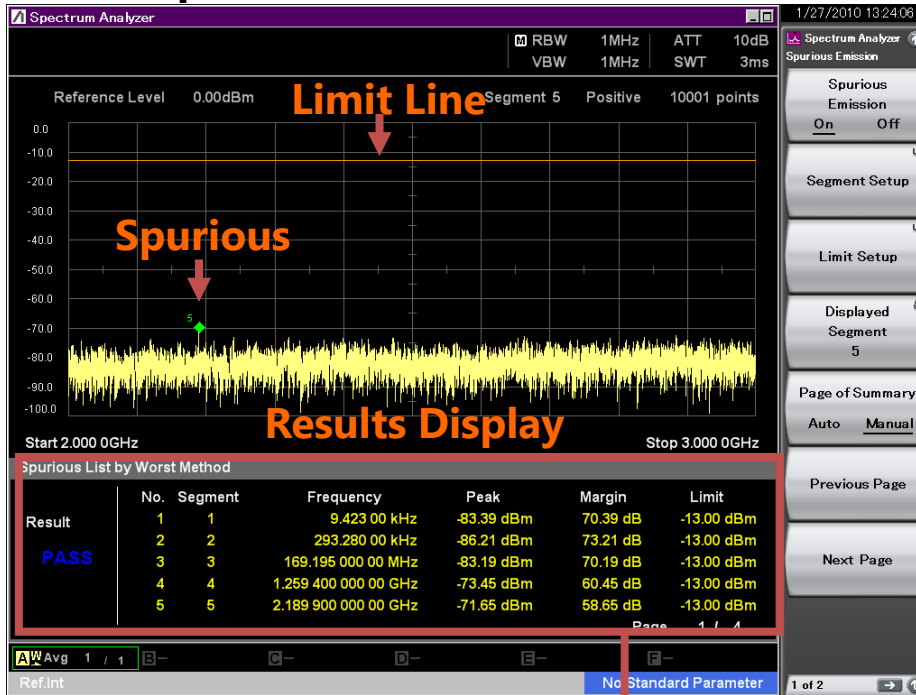 Spectrum Analyzer
1/27/2010 13:24:06
M RBW 1MHz ATT 10dB
VBW 1MHz SWT 3ms
Reference Level 0.00dBm Segment 5 Positive 10001 points
Limit Line
0.0
-10.0
-20.0
-30.0
-40.0
Spurious
-50.0
-60.0
5
-70.0
-80.0
-90.0
-100.0
Results Display
Start 2.000 0GHz Stop 3.000 0GHz
Spurious List by Worst Method
No. Segment Frequency Peak Margin Limit
Result 1 1 9.423 00 kHz -83.39 dBm 70.39 dB -13.00 dBm
2 2 293.280 00 kHz -86.21 dBm 73.21 dB -13.00 dBm
PASS 3 3 169.195 000 00 MHz -83.19 dBm 70.19 dB -13.00 dBm
4 4 1.259 400 000 00 GHz -73.45 dBm 60.45 dB -13.00 dBm
5 5 2.189 900 000 00 GHz -71.65 dBm 58.65 dB -13.00 dBm
Page 1 / 4
A Avg 1 / 1 B- C- D- E- F-
Ref.Int No Standard Parameter
Spectrum Analyzer
Spurious Emission
Spurious
Emission
On Off
Segment Setup
Limit Setup
Displayed
Segment
5
Page of Summary
Auto Manual
Previous Page
Next Page
1 of 2